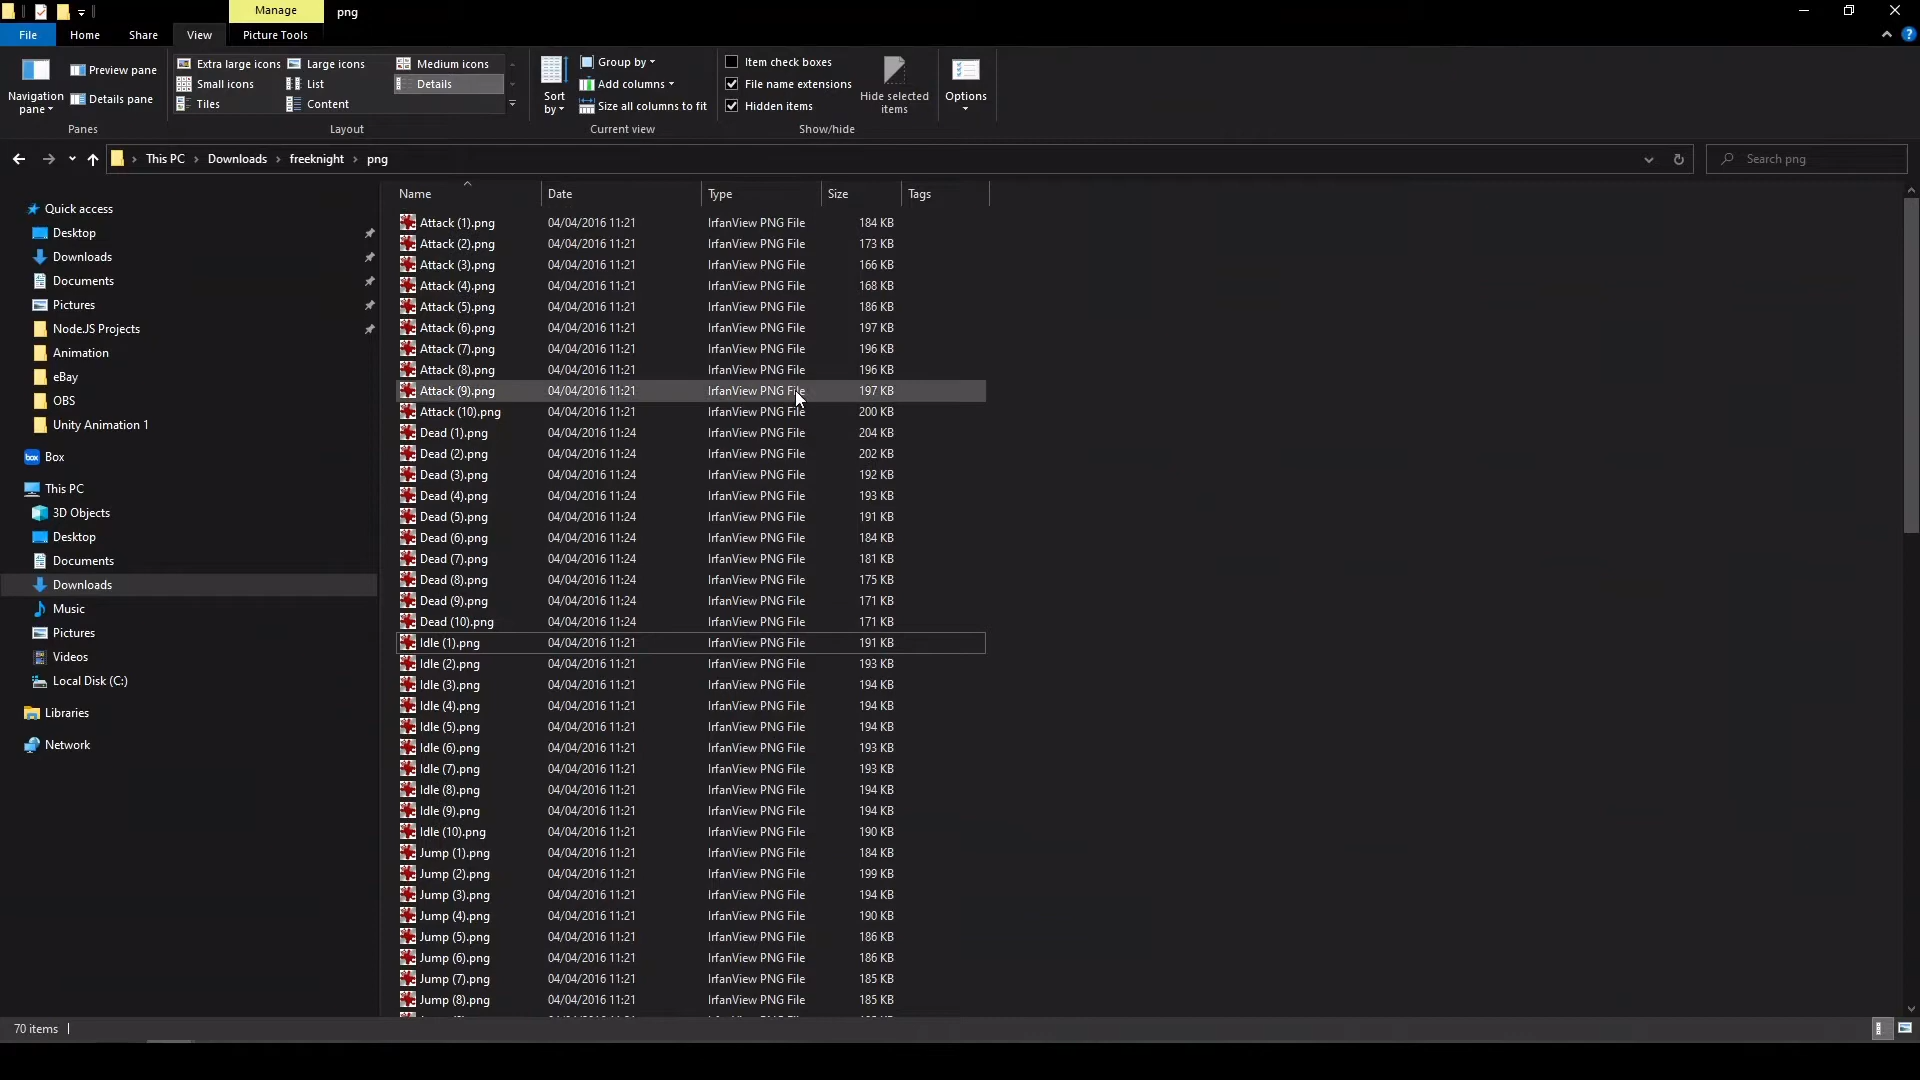 Manage png
File Home Share View Picture Tools
Navigation pane
Preview pane
Details pane
Panes
Extra large icons Large icons Medium icons
Small icons List Details
Tiles Content
Layout
Sort by
Group by
Add columns
Size all columns to fit
Current view
Item check boxes
File name extensions
Hidden items
Hide selected items
Show/hide
Options
This PC › Downloads › freeknight › png
Search png
Quick access
Desktop
Downloads
Documents
Pictures
Node.JS Projects
Animation
eBay
OBS
Unity Animation 1
box Box
This PC
3D Objects
Desktop
Documents
Downloads
Music
Pictures
Videos
Local Disk (C:)
Libraries
Network
Name Date Type Size Tags
Attack (1).png 04/04/2016 11:21 IrfanView PNG File 184 KB
Attack (2).png 04/04/2016 11:21 IrfanView PNG File 173 KB
Attack (3).png 04/04/2016 11:21 IrfanView PNG File 166 KB
Attack (4).png 04/04/2016 11:21 IrfanView PNG File 168 KB
Attack (5).png 04/04/2016 11:21 IrfanView PNG File 186 KB
Attack (6).png 04/04/2016 11:21 IrfanView PNG File 197 KB
Attack (7).png 04/04/2016 11:21 IrfanView PNG File 196 KB
Attack (8).png 04/04/2016 11:21 IrfanView PNG File 196 KB
Attack (9).png 04/04/2016 11:21 IrfanView PNG File 197 KB
Attack (10).png 04/04/2016 11:21 IrfanView PNG File 200 KB
Dead (1).png 04/04/2016 11:24 IrfanView PNG File 204 KB
Dead (2).png 04/04/2016 11:24 IrfanView PNG File 202 KB
Dead (3).png 04/04/2016 11:24 IrfanView PNG File 192 KB
Dead (4).png 04/04/2016 11:24 IrfanView PNG File 193 KB
Dead (5).png 04/04/2016 11:24 IrfanView PNG File 191 KB
Dead (6).png 04/04/2016 11:24 IrfanView PNG File 184 KB
Dead (7).png 04/04/2016 11:24 IrfanView PNG File 181 KB
Dead (8).png 04/04/2016 11:24 IrfanView PNG File 175 KB
Dead (9).png 04/04/2016 11:24 IrfanView PNG File 171 KB
Dead (10).png 04/04/2016 11:24 IrfanView PNG File 171 KB
Idle (1).png 04/04/2016 11:21 IrfanView PNG File 191 KB
Idle (2).png 04/04/2016 11:21 IrfanView PNG File 193 KB
Idle (3).png 04/04/2016 11:21 IrfanView PNG File 194 KB
Idle (4).png 04/04/2016 11:21 IrfanView PNG File 194 KB
Idle (5).png 04/04/2016 11:21 IrfanView PNG File 194 KB
Idle (6).png 04/04/2016 11:21 IrfanView PNG File 193 KB
Idle (7).png 04/04/2016 11:21 IrfanView PNG File 193 KB
Idle (8).png 04/04/2016 11:21 IrfanView PNG File 194 KB
Idle (9).png 04/04/2016 11:21 IrfanView PNG File 194 KB
Idle (10).png 04/04/2016 11:21 IrfanView PNG File 190 KB
Jump (1).png 04/04/2016 11:21 IrfanView PNG File 184 KB
Jump (2).png 04/04/2016 11:21 IrfanView PNG File 199 KB
Jump (3).png 04/04/2016 11:21 IrfanView PNG File 194 KB
Jump (4).png 04/04/2016 11:21 IrfanView PNG File 190 KB
Jump (5).png 04/04/2016 11:21 IrfanView PNG File 186 KB
Jump (6).png 04/04/2016 11:21 IrfanView PNG File 186 KB
Jump (7).png 04/04/2016 11:21 IrfanView PNG File 185 KB
Jump (8).png 04/04/2016 11:21 IrfanView PNG File 185 KB
70 items